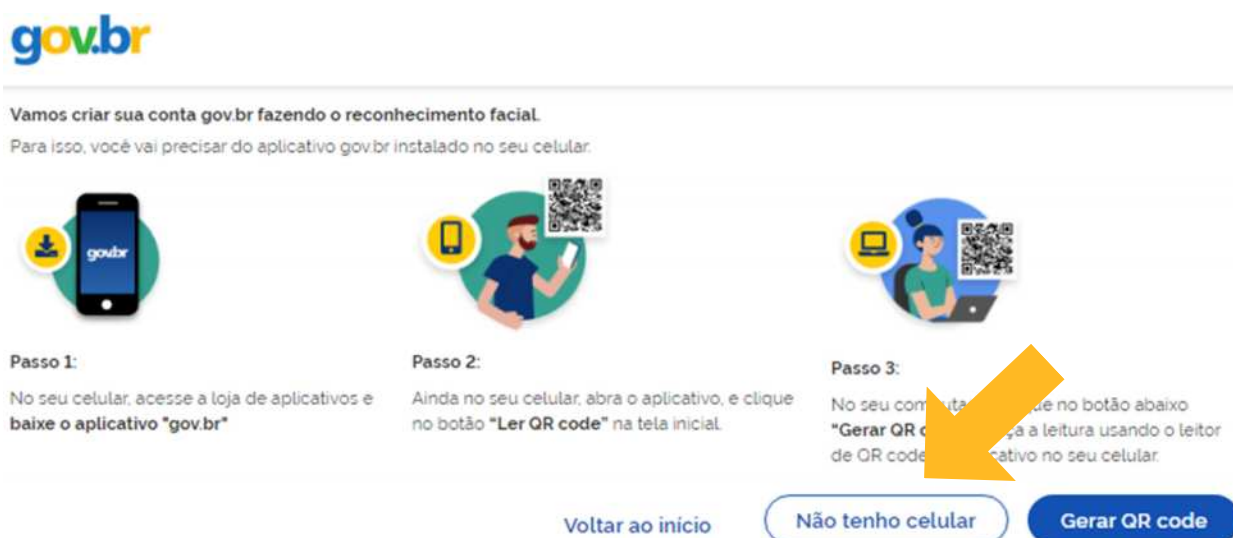 gov.br
Vamos criar sua conta gov.br fazendo o reconhecimento facial.
Para isso, você vai precisar do aplicativo gov.br instalado no seu celular.
gov.br
Passo 1:
No seu celular, acesse a loja de aplicativos e
baixe o aplicativo "gov.br"
Passo 2:
Ainda no seu celular, abra o aplicativo, e clique
no botão "Ler QR code" na tela inicial.
Passo 3:
No seu no botão abaixo
"Gerar QR a leitura usando o leitor
de QR code no seu celular.
Voltar ao início
Não tenho celular
Gerar QR code